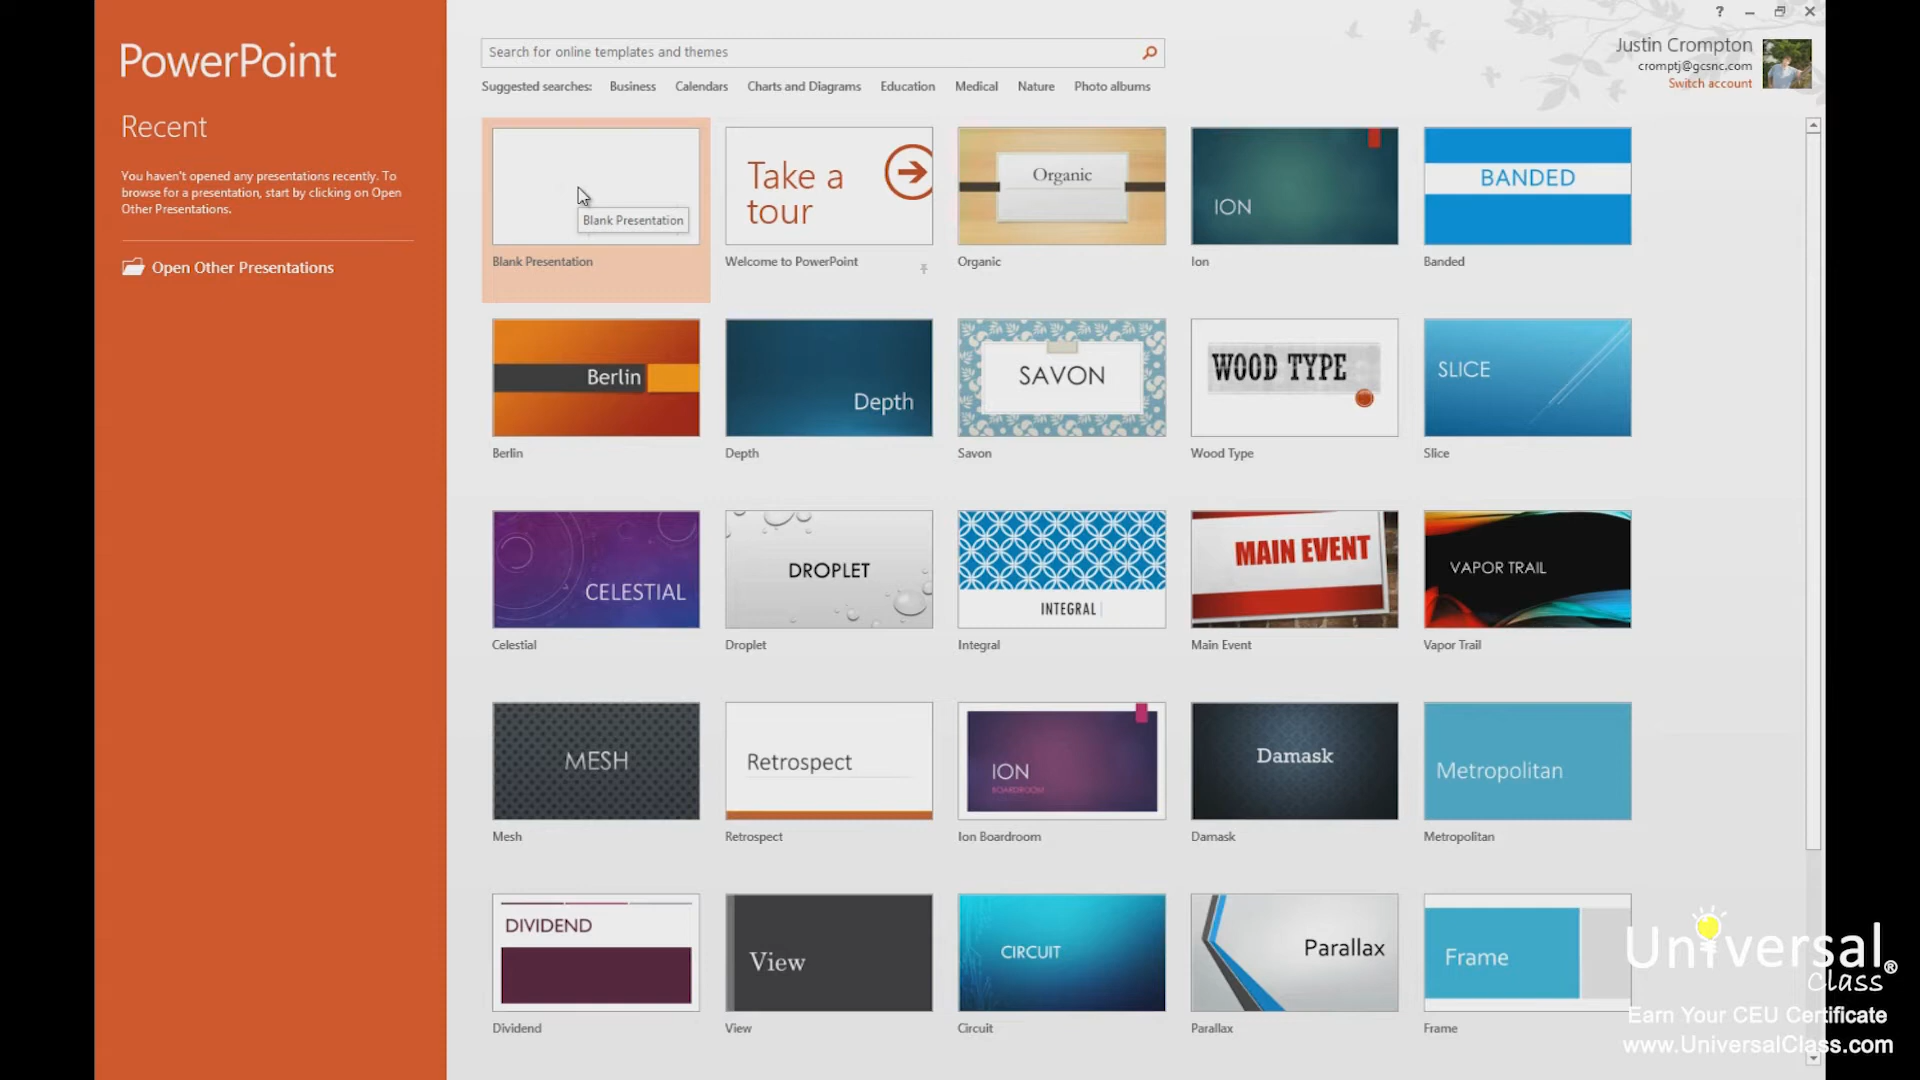 PowerPoint
Recent
You haven't opened any presentations recently. To
browse for a presentation, start by clicking on Open
Other Presentations.
Open Other Presentations
?
Search for online templates and themes
Suggested searches: Business Calendars Charts and Diagrams Education Medical Nature Photo albums
Justin Crompton
cromptj@gcsnc.com
Switch account
Blank Presentation
Blank Presentation
Take a
tour
Welcome to PowerPoint
Organic
Organic
ION
Ion
BANDED
Banded
Berlin
Berlin
Depth
Depth
SAVON
Savon
WOOD TYPE
Wood Type
SLICE
Slice
CELESTIAL
Celestial
DROPLET
Droplet
INTEGRAL
Integral
MAIN EVENT
Main Event
VAPOR TRAIL
Vapor Trail
MESH
Mesh
Retrospect
Retrospect
ION
BOARDROOM
Ion Boardroom
Damask
Damask
Metropolitan
Metropolitan
DIVIDEND
Dividend
View
View
CIRCUIT
Circuit
Parallax
Parallax
Frame
Frame
Universal
Class®
Earn Your CEU Certificate
www.UniversalClass.com